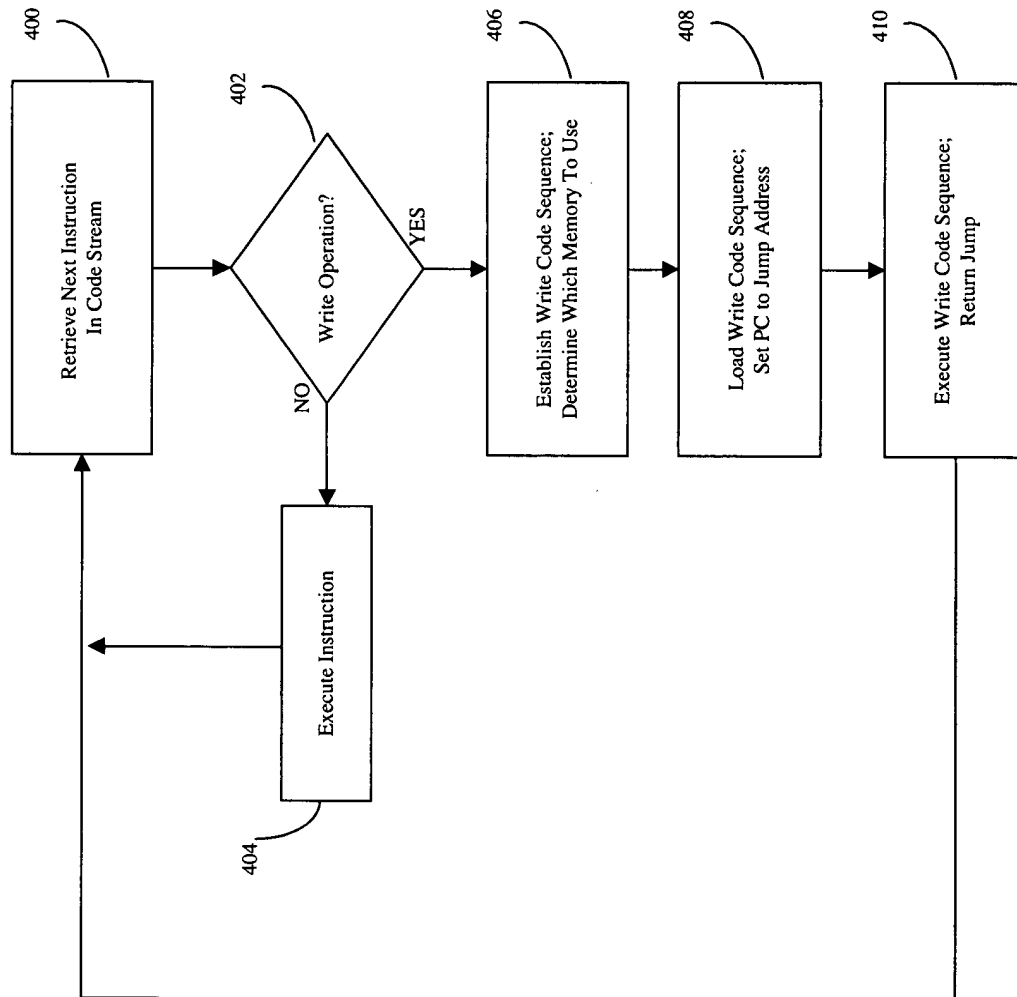 400
Retrieve Next Instruction
In Code Stream
402
Write Operation?
NO
YES
404
Execute Instruction
406
Establish Write Code Sequence;
Determine Which Memory To Use
408
Load Write Code Sequence;
Set PC to Jump Address
410
Execute Write Code Sequence;
Return Jump